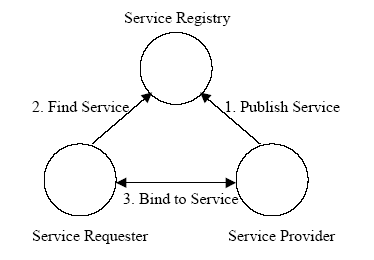 Service Registry
2. Find Service
1. Publish Service
3. Bind to Service
Service Requester
Service Provider